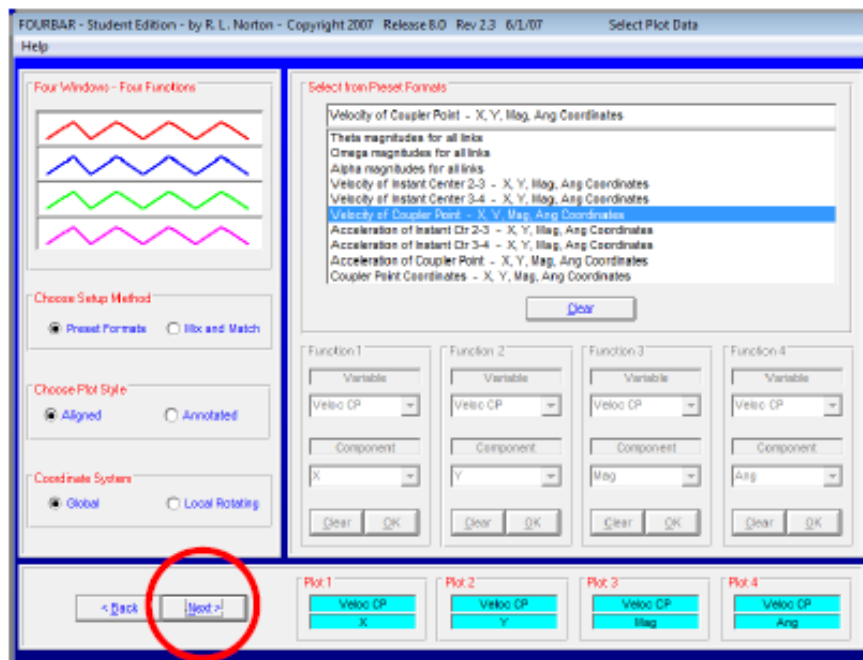 FOURBAR - Student Edition - by R. L. Norton - Copyright 2007 Release 8.0 Rev 2.3 6/1/07 Select Plot Data
Help
Four Windows - Four Functions
Choose Setup Method
Preset Formats Mix and Match
Choose Plot Style
Aligned Annotated
Coordinate System
Global Local Rotating
Select from Preset Formats
Velocity of Coupler Point - X, Y, Mag, Ang Coordinates
Theta magnitudes for all links
Omega magnitudes for all links
Alpha magnitudes for all links
Velocity of Instant Center 2-3 - X, Y, Mag, Ang Coordinates
Velocity of Instant Center 3-4 - X, Y, Mag, Ang Coordinates
Velocity of Coupler Point - X, Y, Mag, Ang Coordinates
Acceleration of Instant Ctr 2-3 - X, Y, Mag, Ang Coordinates
Acceleration of Instant Ctr 3-4 - X, Y, Mag, Ang Coordinates
Acceleration of Coupler Point - X, Y, Mag, Ang Coordinates
Coupler Point Coordinates - X, Y, Mag, Ang Coordinates
Clear
Function 1 Function 2 Function 3 Function 4
Variable Variable Variable Variable
Veloc CP Veloc CP Veloc CP Veloc CP
Component Component Component Component
X Y Mag Ang
Clear OK Clear OK Clear OK Clear OK
< Back Next >
Plot 1 Plot 2 Plot 3 Plot 4
Veloc CP Veloc CP Veloc CP Veloc CP
X Y Mag Ang